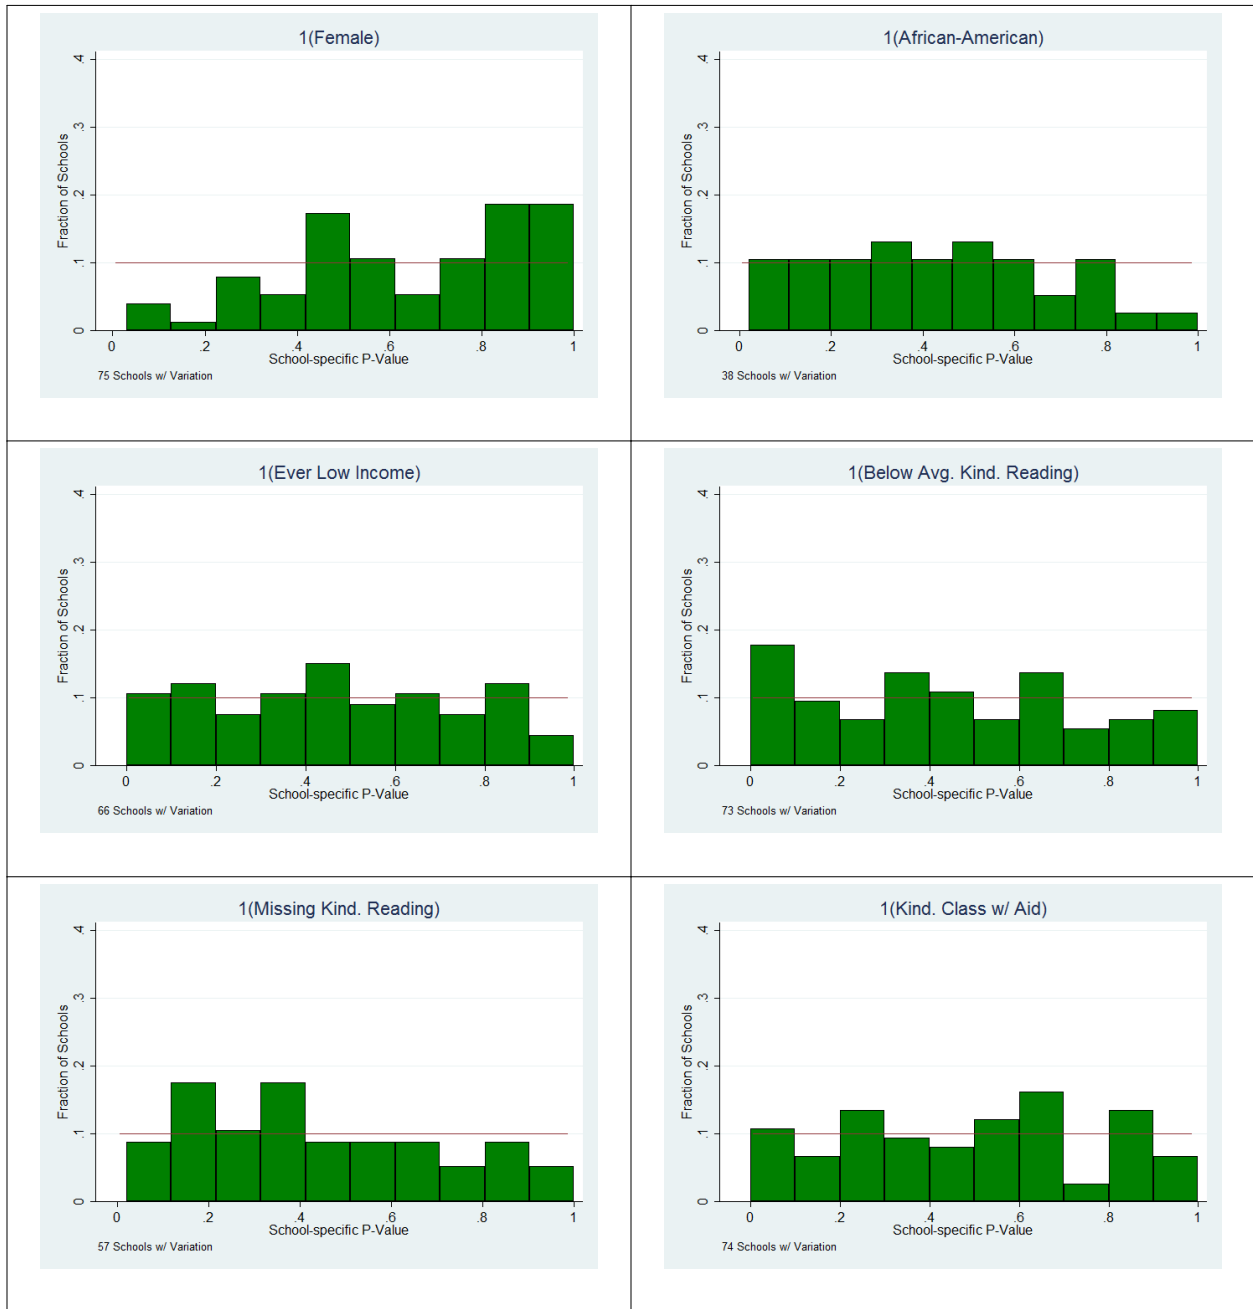 1(Female)
Fraction of Schools
0 .1 .2 .3 .4
0 .2 .4 .6 .8 1
School-specific P-Value
75 Schools w/ Variation
1(African-American)
Fraction of Schools
0 .1 .2 .3 .4
0 .2 .4 .6 .8 1
School-specific P-Value
38 Schools w/ Variation
1(Ever Low Income)
Fraction of Schools
0 .1 .2 .3 .4
0 .2 .4 .6 .8 1
School-specific P-Value
66 Schools w/ Variation
1(Below Avg. Kind. Reading)
Fraction of Schools
0 .1 .2 .3 .4
0 .2 .4 .6 .8 1
School-specific P-Value
73 Schools w/ Variation
1(Missing Kind. Reading)
Fraction of Schools
0 .1 .2 .3 .4
0 .2 .4 .6 .8 1
School-specific P-Value
57 Schools w/ Variation
1(Kind. Class w/ Aid)
Fraction of Schools
0 .1 .2 .3 .4
0 .2 .4 .6 .8 1
School-specific P-Value
74 Schools w/ Variation